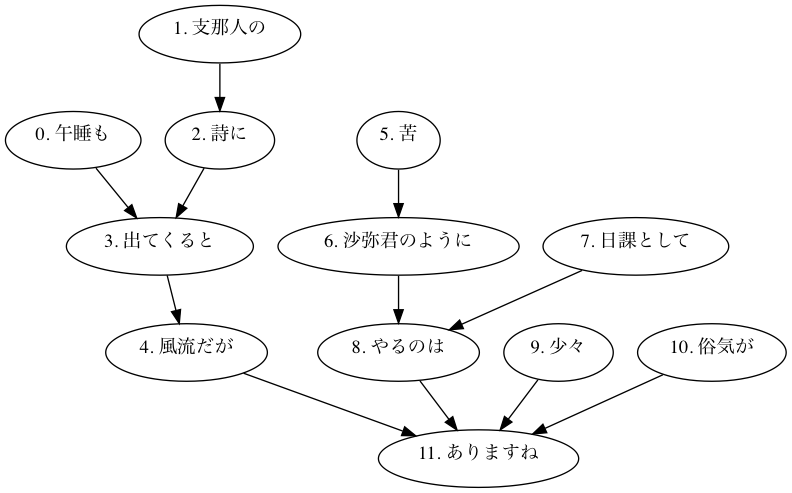 1. 支那人の
0. 午睡も
2. 詩に
5. 苦
3. 出てくると
6. 沙弥君のように
7. 日課として
4. 風流だが
8. やるのは
9. 少々
10. 俗気が
11. ありますね